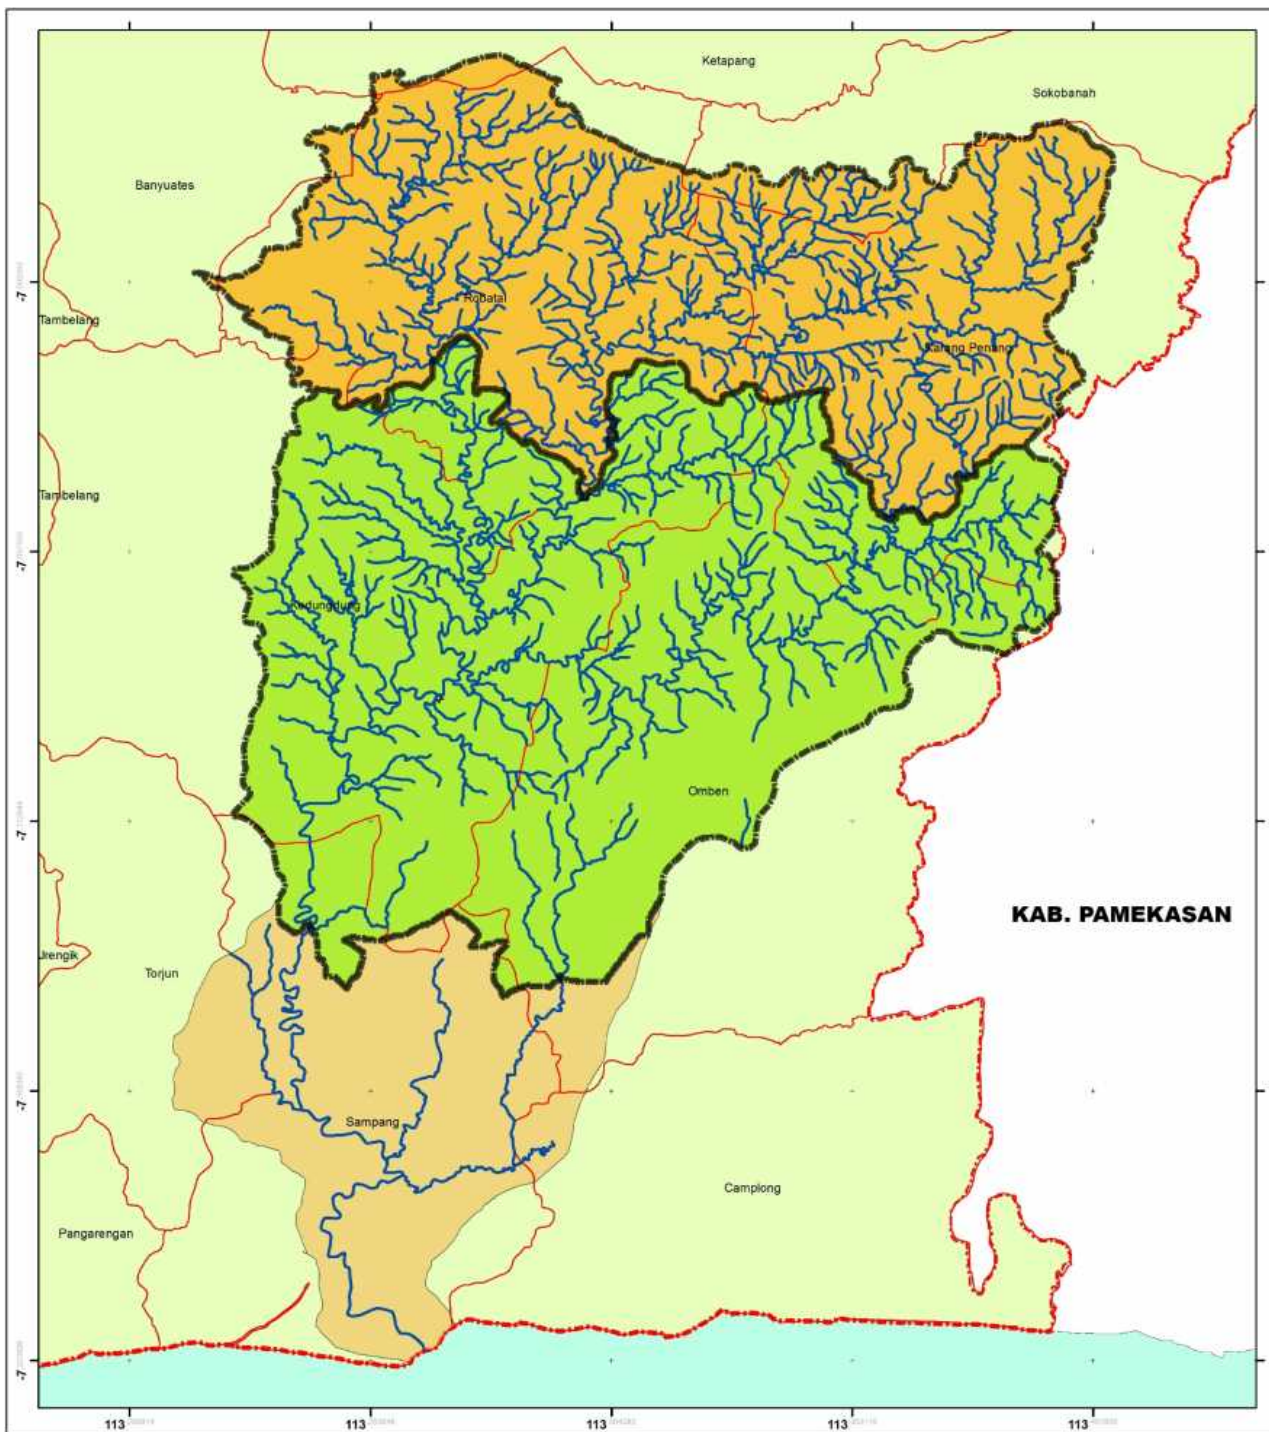 Ketapang
Sokobanah
Banyuates
Robatal
Tambelang
Karang Penang
Tambelang
Kedungdung
Omben
KAB. PAMEKASAN
Jrengik
Torjun
Sampang
Camplong
Pangarengan
-7
-7
-7
-7
-7
113
113
113
113
113